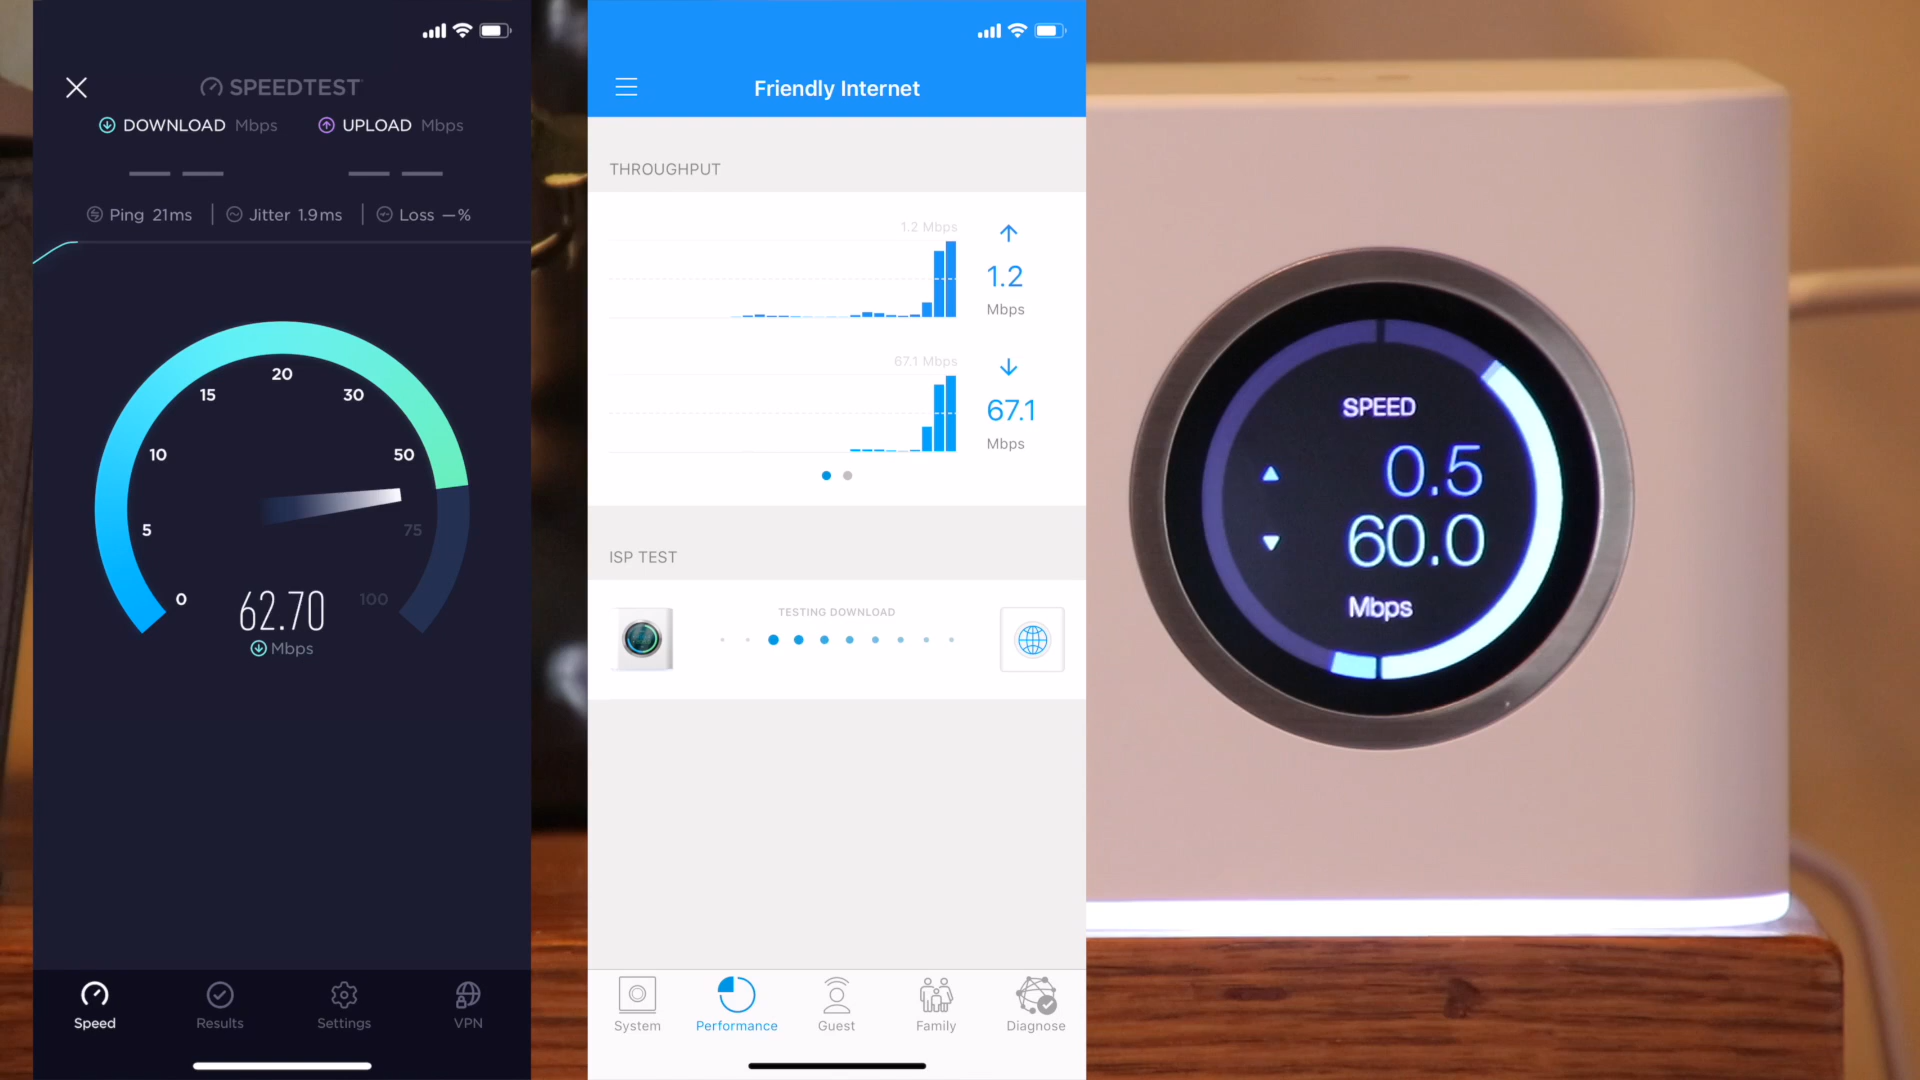 SPEEDTEST
DOWNLOAD Mbps UPLOAD Mbps
Ping 21ms Jitter 1.9ms Loss —%
0
5
10
15
20
30
50
75
100
62.70
Mbps
Speed Results Settings VPN
Friendly Internet
THROUGHPUT
1.2 Mbps
1.2
Mbps
67.1 Mbps
67.1
Mbps
ISP TEST
TESTING DOWNLOAD
System Performance Guest Family Diagnose
SPEED
0.5
60.0
Mbps